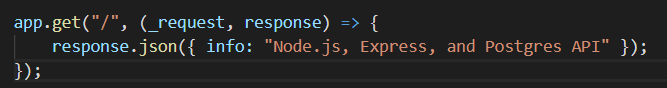 app.get("/", (_request, response) => {
    response.json({ info: "Node.js, Express, and Postgres API" });
});